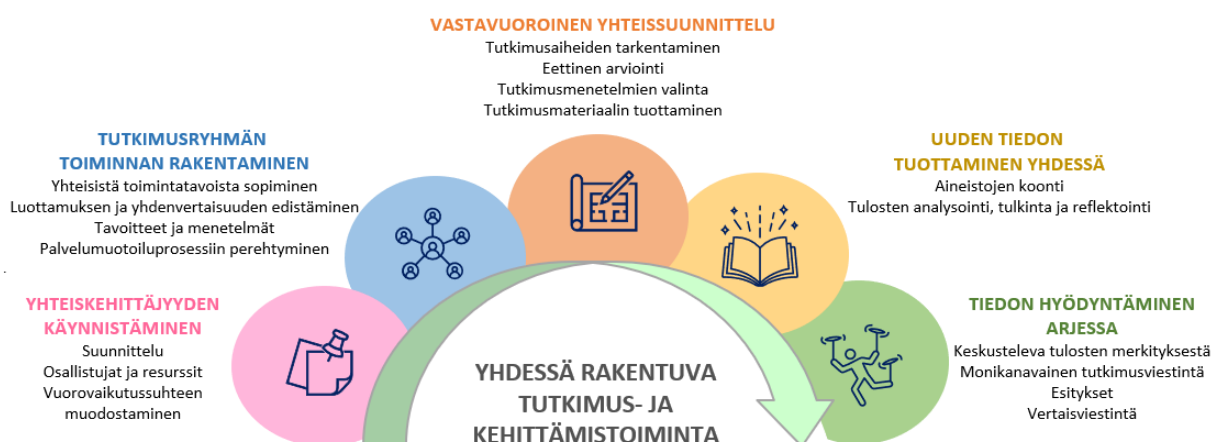 VASTAVUOROINEN YHTEISSUUNNITTELU
Tutkimusaiheiden tarkentaminen
Eettinen arviointi
Tutkimusmenetelmien valinta
Tutkimusmateriaalin tuottaminen
TUTKIMUSRYHMÄN
TOIMINNAN RAKENTAMINEN
Yhteisistä toimintatavoista sopiminen
Luottamuksen ja yhdenvertaisuuden edistäminen
Tavoitteet ja menetelmät
Palvelumuotoiluprosessiin perehtyminen
UUDEN TIEDON
TUOTTAMINEN YHDESSÄ
Aineistojen koonti
Tulosten analysointi, tulkinta ja reflektointi
YHTEISKEHITTÄJYYDEN
KÄYNNISTÄMINEN
Suunnittelu
Osallistujat ja resurssit
Vuorovaikutussuhteen
muodostaminen
TIEDON HYÖDYNTÄMINEN
ARJESSA
Keskusteleva tulosten merkityksestä
Monikanavainen tutkimusviestintä
Esitykset
Vertaisviestintä
YHDESSÄ RAKENTUVA
TUTKIMUS- JA
KEHITTÄMISTOIMINTA